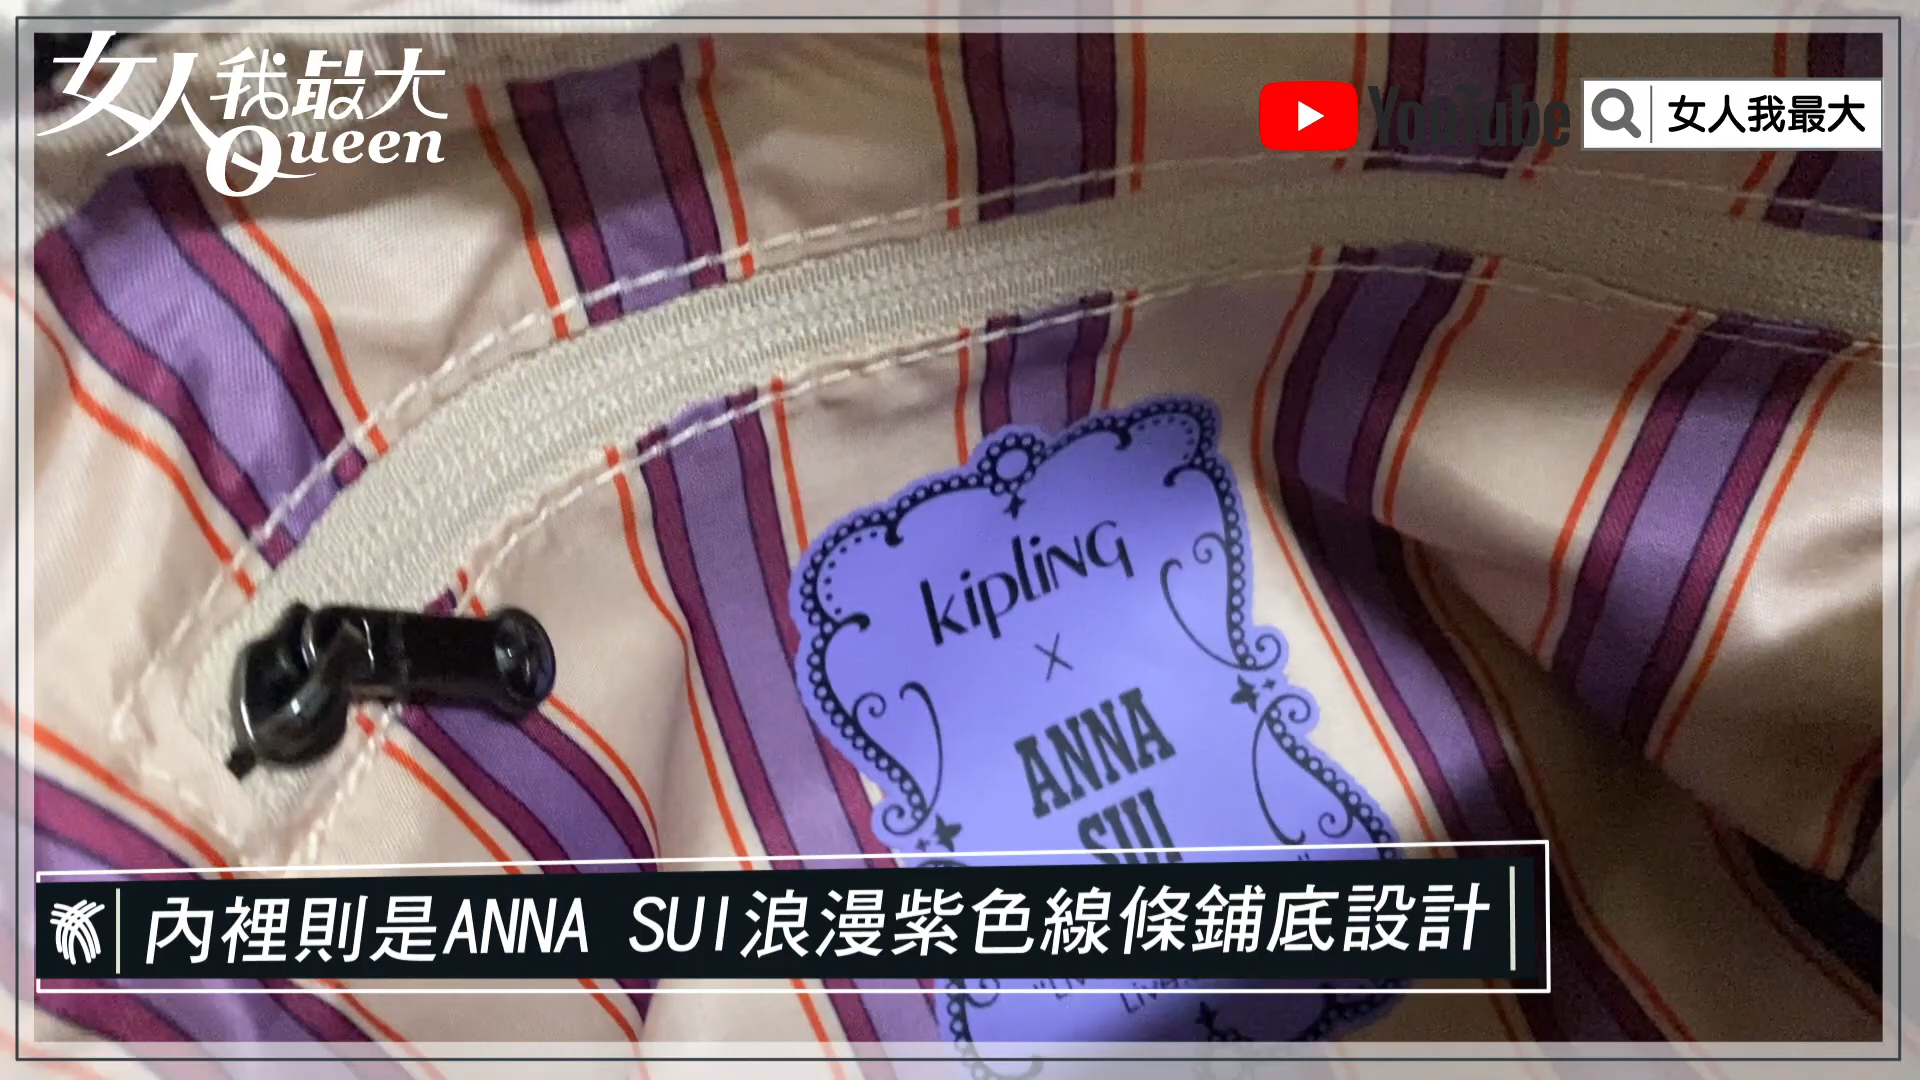 女人我最大
Queen
YouTube
女人我最大
kipling
X
ANNA
SUI
內裡則是ANNA SUI浪漫紫色線條鋪底設計